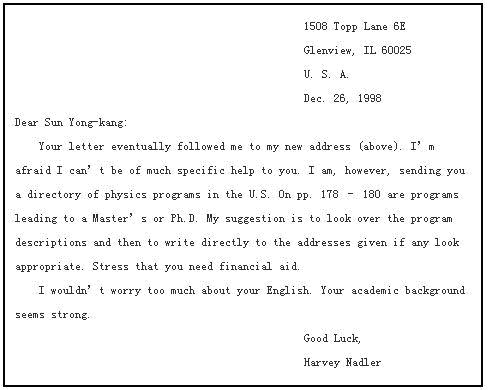 1508 Topp Lane 6E
Glenview, IL 60025
U. S. A.
Dec. 26, 1998
Dear Sun Yong-kang:
Your letter eventually followed me to my new address (above). I’m
afraid I can’t be of much specific help to you. I am, however, sending you
a directory of physics programs in the U.S. On pp. 178 – 180 are programs
leading to a Master’s or Ph.D. My suggestion is to look over the program
descriptions and then to write directly to the addresses given if any look
appropriate. Stress that you need financial aid.
I wouldn’t worry too much about your English. Your academic background
seems strong.
Good Luck,
Harvey Nadler